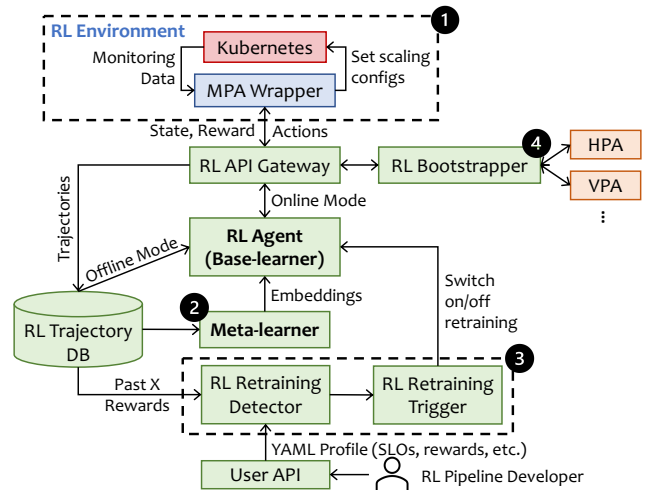 1
RL Environment
Kubernetes
Monitoring
Data
Set scaling
configs
MPA Wrapper
State, Reward
Actions
4
RL API Gateway
RL Bootstrapper
HPA
VPA
...
Trajectories
Online Mode
Offline Mode
RL Agent
(Base-learner)
Switch
on/off
retraining
Embeddings
2
RL Trajectory
DB
Meta-learner
3
Past X
Rewards
RL Retraining
Detector
RL Retraining
Trigger
YAML Profile (SLOs, rewards, etc.)
User API
RL Pipeline Developer